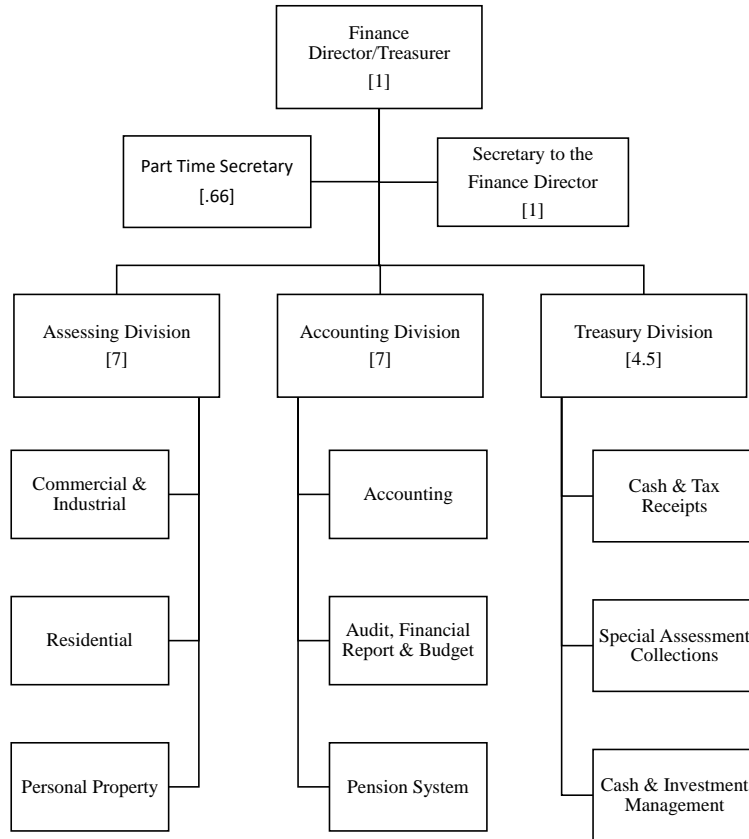 Finance
Director/Treasurer
[1]
Part Time Secretary
[.66]
Secretary to the
Finance Director
[1]
Assessing Division
[7]
Accounting Division
[7]
Treasury Division
[4.5]
Commercial &
Industrial
Accounting
Cash & Tax
Receipts
Residential
Audit, Financial
Report & Budget
Special Assessment
Collections
Personal Property
Pension System
Cash & Investment
Management